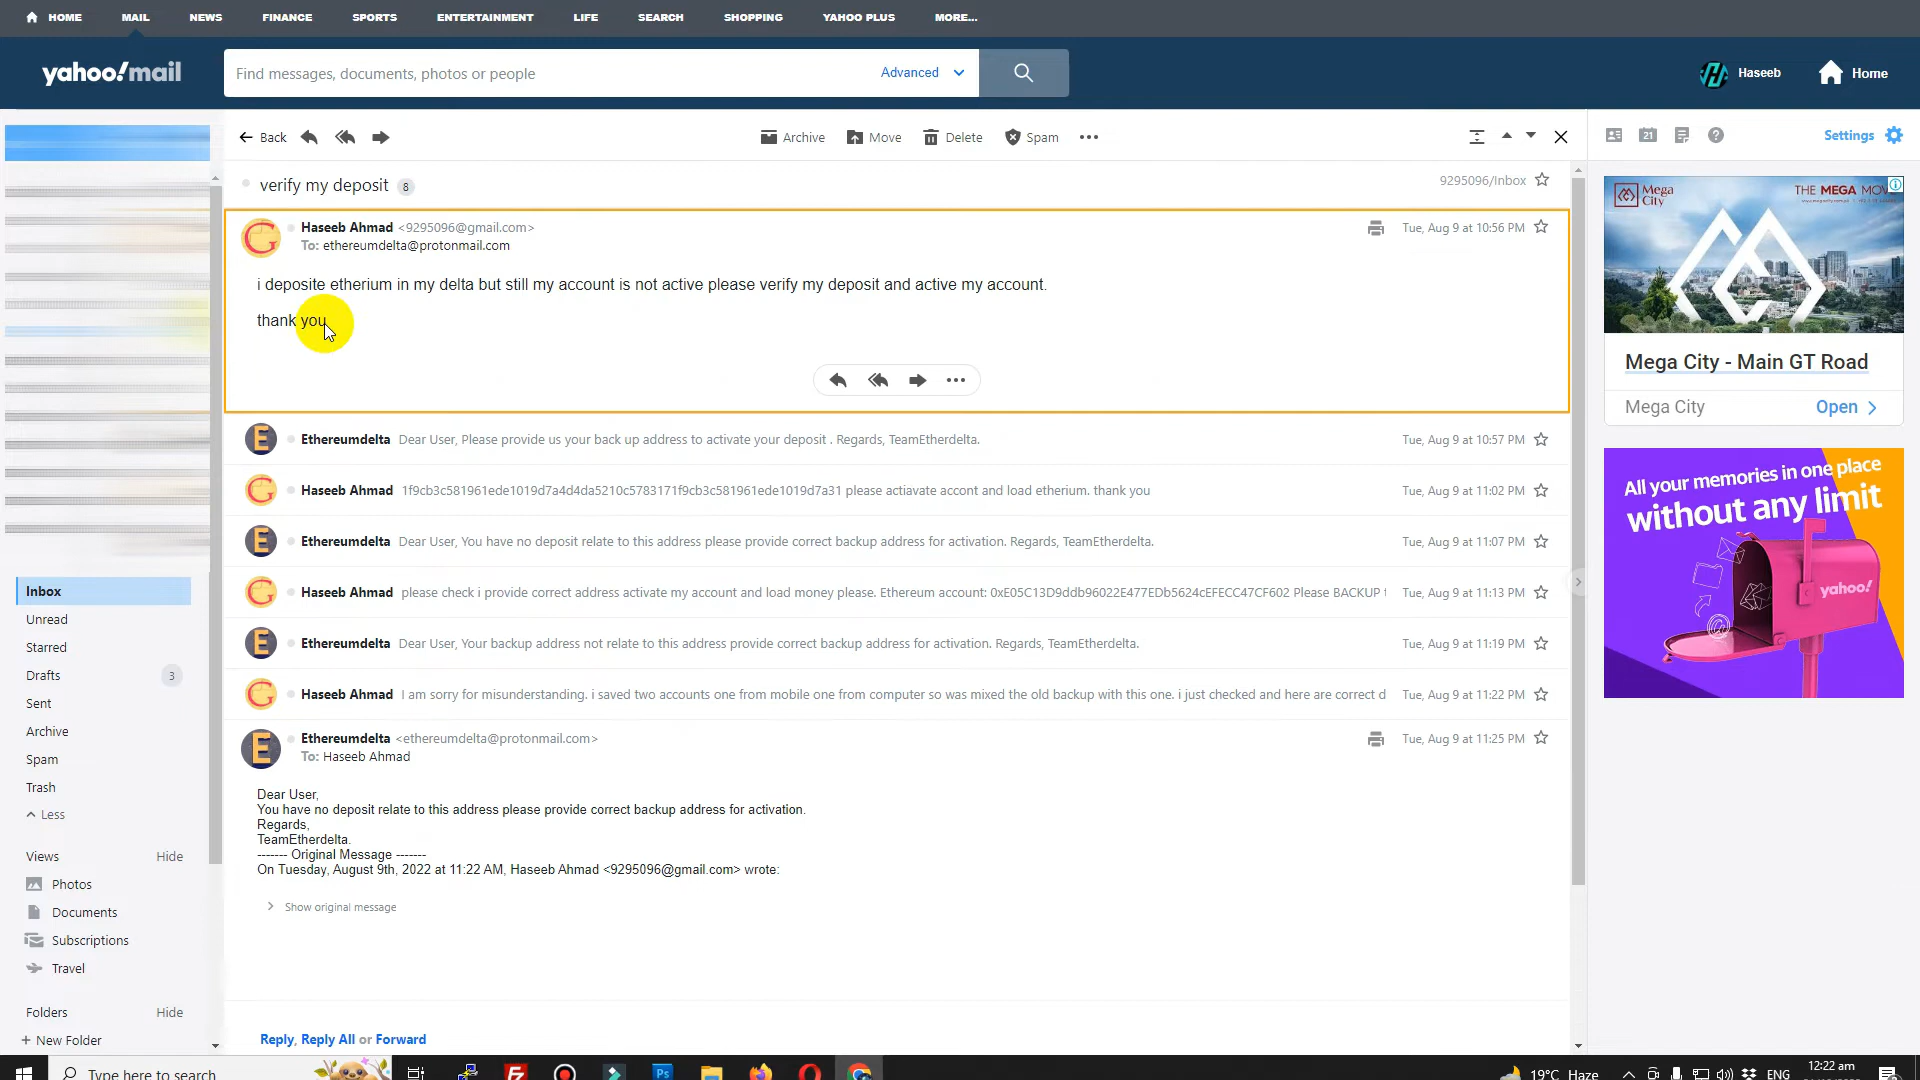 HOME MAIL NEWS FINANCE SPORTS ENTERTAINMENT LIFE SEARCH SHOPPING YAHOO PLUS MORE...
yahoo!mail
Find messages, documents, photos or people
Advanced
Haseeb
Home
Back
Archive Move Delete Spam
21
Settings
verify my deposit 8
9295096/Inbox
Haseeb Ahmad <9295096@gmail.com>
Tue, Aug 9 at 10:56 PM
To: ethereumdelta@protonmail.com
i deposite etherium in my delta but still my account is not active please verify my deposit and active my account.
thank you
Ethereumdelta Dear User, Please provide us your back up address to activate your deposit . Regards, TeamEtherdelta. Tue, Aug 9 at 10:57 PM
Haseeb Ahmad 1f9cb3c581961ede1019d7a4d4da5210c5783171f9cb3c581961ede1019d7a31 please actiavate accont and load etherium. thank you Tue, Aug 9 at 11:02 PM
Ethereumdelta Dear User, You have no deposit relate to this address please provide correct backup address for activation. Regards, TeamEtherdelta. Tue, Aug 9 at 11:07 PM
Haseeb Ahmad please check i provide correct address activate my account and load money please. Ethereum account: 0xE05C13D9ddb96022E477EDb5624cEFECC47CF602 Please BACKUP t Tue, Aug 9 at 11:13 PM
Ethereumdelta Dear User, Your backup address not relate to this address provide correct backup address for activation. Regards, TeamEtherdelta. Tue, Aug 9 at 11:19 PM
Haseeb Ahmad I am sorry for misunderstanding. i saved two accounts one from mobile one from computer so was mixed the old backup with this one. i just checked and here are correct d Tue, Aug 9 at 11:22 PM
Ethereumdelta <ethereumdelta@protonmail.com>
Tue, Aug 9 at 11:25 PM
To: Haseeb Ahmad
Dear User,
You have no deposit relate to this address please provide correct backup address for activation.
Regards,
TeamEtherdelta.
------- Original Message -------
On Tuesday, August 9th, 2022 at 11:22 AM, Haseeb Ahmad <9295096@gmail.com> wrote:
Show original message
Reply, Reply All or Forward
Inbox
Unread
Starred
Drafts 3
Sent
Archive
Spam
Trash
Less
Views Hide
Photos
Documents
Subscriptions
Travel
Folders Hide
+ New Folder
Mega City
THE MEGA MOV
Mega City - Main GT Road
Mega City
Open
All your memories in one place
without any limit
yahoo!
Type here to search
19°C Haze
ENG
12:22 am